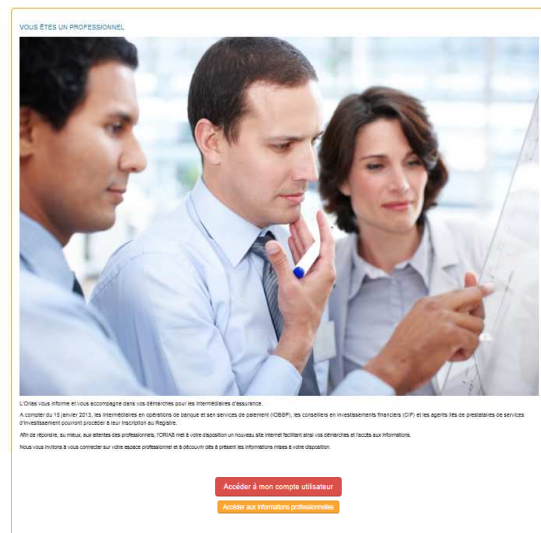 VOUS ÊTES UN PROFESSIONNEL
L'Orias vous informe et vous accompagne dans vos démarches pour les intermédiaires d'assurance.
A compter du 15 janvier 2013, les intermédiaires en opérations de banque et sen services de paiement (IOBSP), les conseillers en investissements financiers (CIF) et les agents liés de prestataires de services
d'investissement pourront procéder à leur inscription au Registre.
Afin de répondre, au mieux, aux attentes des professionnels, l'ORIAS met à votre disposition un nouveau site internet facilitant ainsi vos démarches et l'accès aux informations.
Nous vous invitons à vous connecter sur votre espace professionnel et à découvrir dès à présent les informations mises à votre disposition.
Accéder à mon compte utilisateur
Accéder aux informations professionnelles